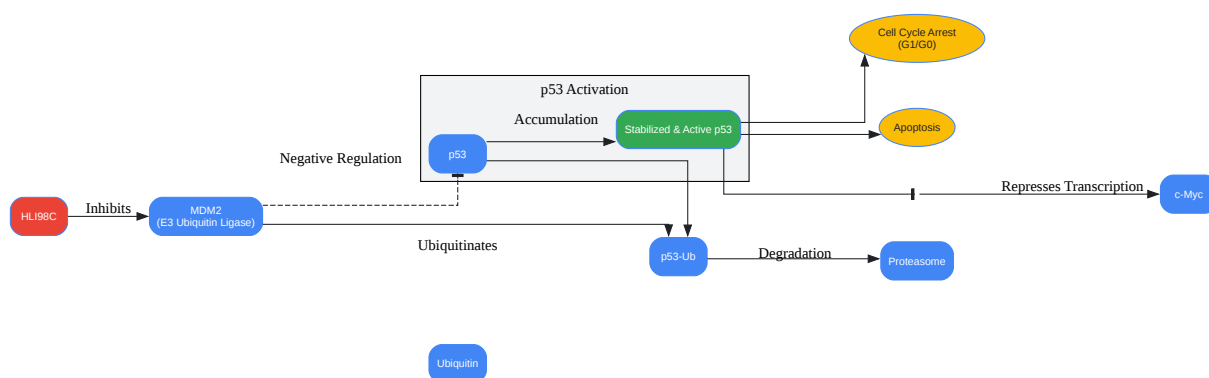 Cell Cycle Arrest
(G1/G0)
p53 Activation
Accumulation
Stabilized & Active p53
Apoptosis
Negative Regulation
p53
Represses Transcription
c-Myc
HLI98C
Inhibits
MDM2
(E3 Ubiquitin Ligase)
Ubiquitinates
p53-Ub
Degradation
Proteasome
Ubiquitin